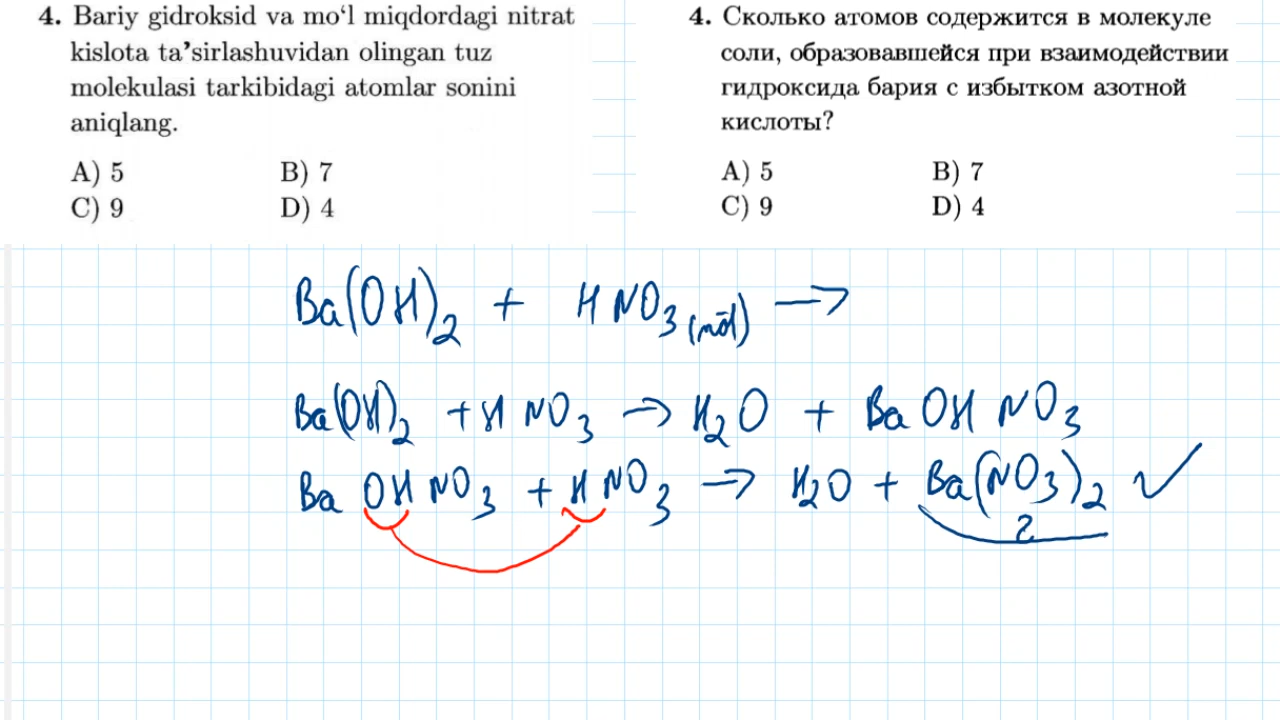 4. Bariy gidroksid va mo‘l miqdordagi nitrat
kislota ta’sirlashuvidan olingan tuz
molekulasi tarkibidagi atomlar sonini
aniqlang.
A) 5 B) 7
C) 9 D) 4
4. Сколько атомов содержится в молекуле
соли, образовавшейся при взаимодействии
гидроксида бария с избытком азотной
кислоты?
A) 5 B) 7
C) 9 D) 4
Ba(OH)₂ + HNO₃ (mōl) →
Ba(OH)₂ + HNO₃ → H₂O + BaOHNO₃
BaOHNO₃ + HNO₃ → H₂O + Ba(NO₃)₂ ✓
2